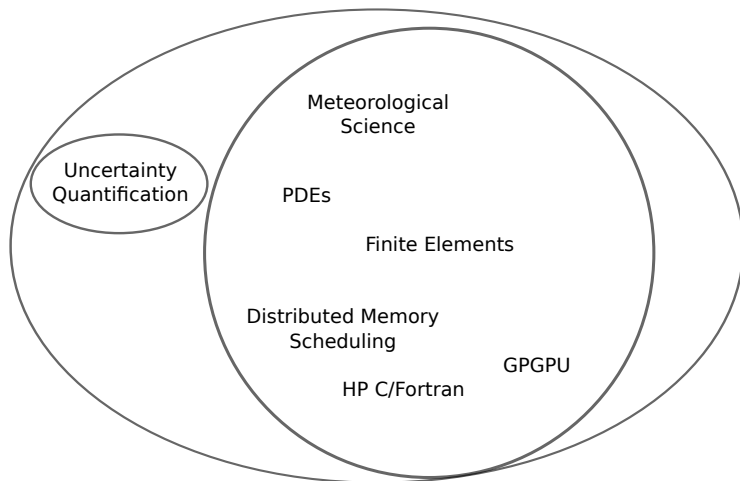 Meteorological
Science
Uncertainty
Quantification
PDEs
Finite Elements
Distributed Memory
Scheduling
GPGPU
HP C/Fortran